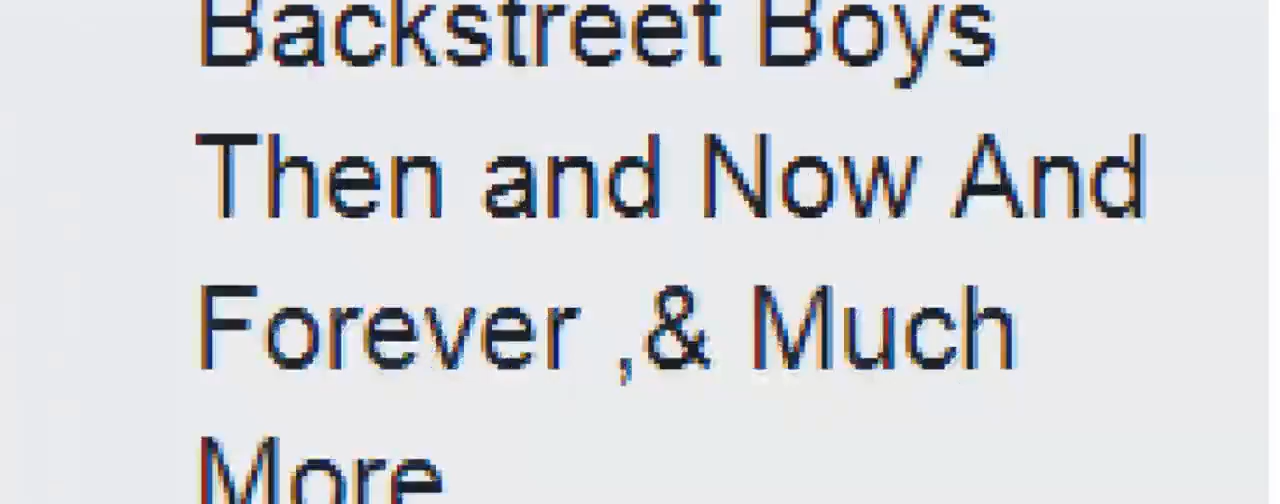 Backstreet Boys
Then and Now And
Forever ,& Much
More